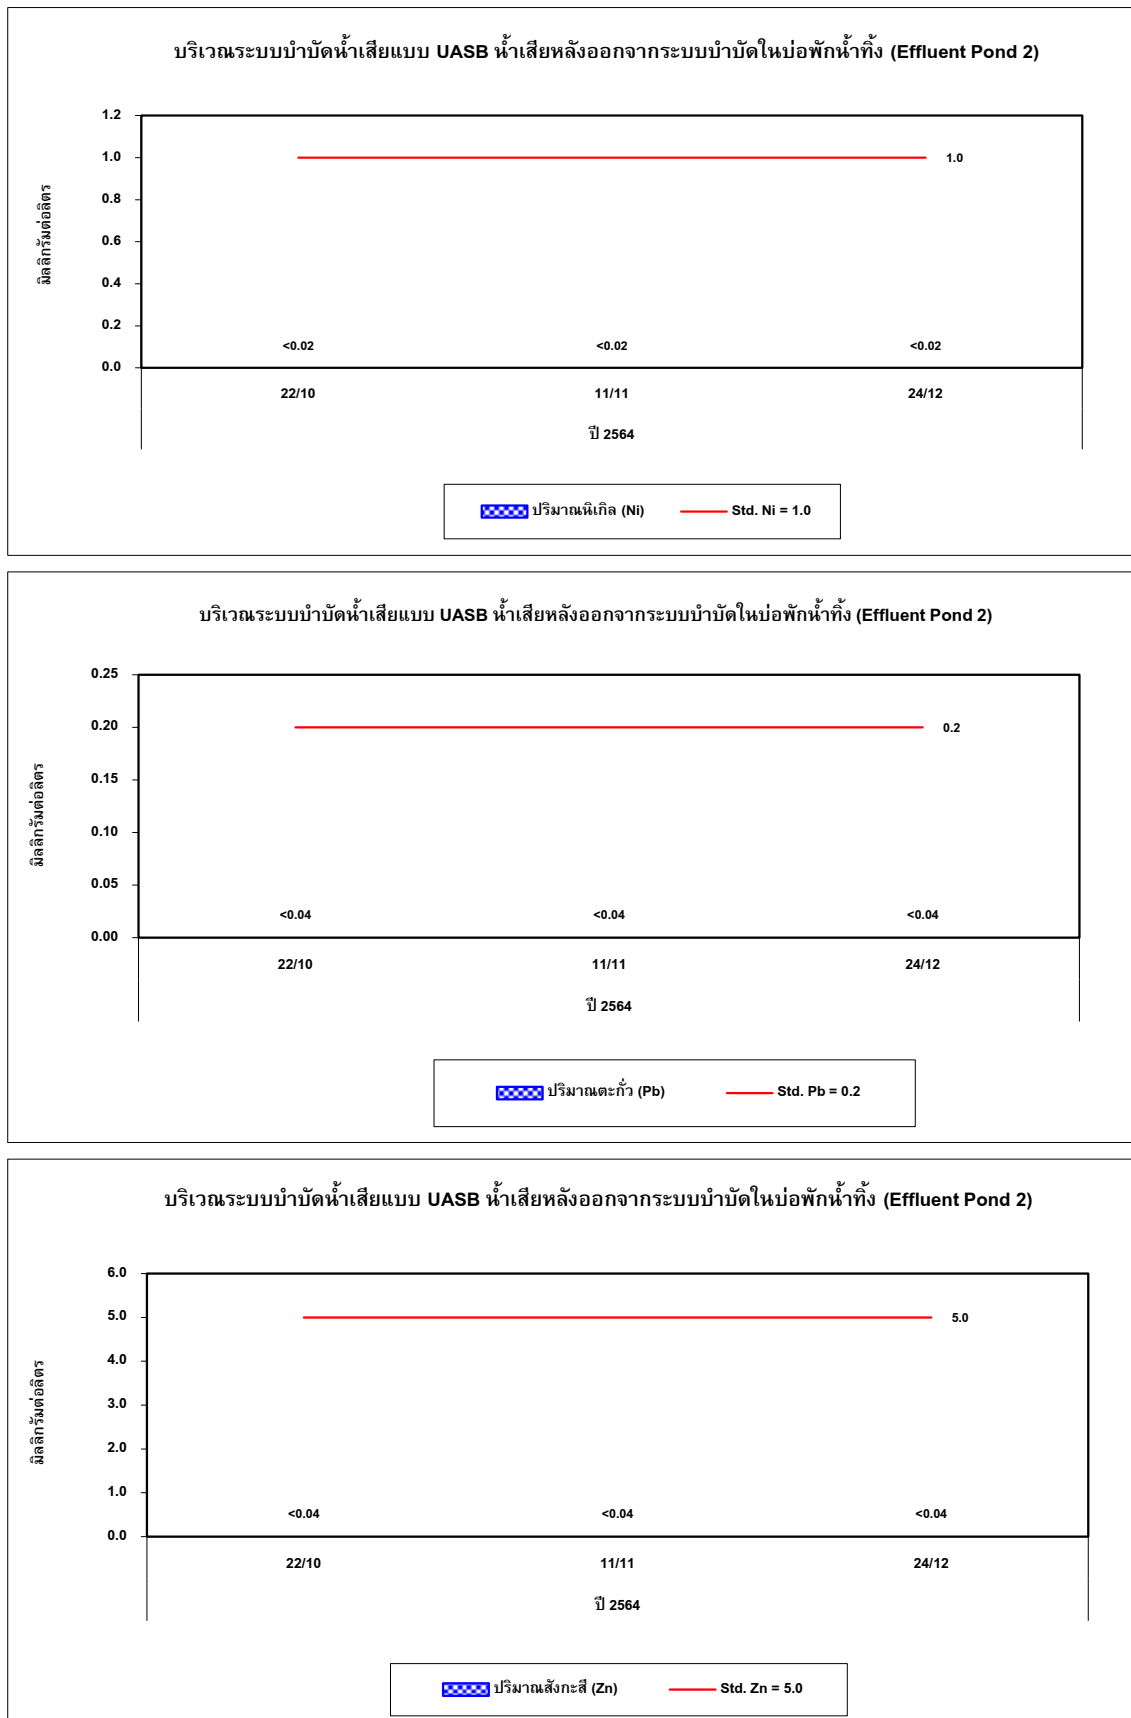 บริเวณระบบบำบัดน้ำเสียแบบ UASB น้ำเสียหลังออกจากระบบบำบัดในบ่อพักน้ำทิ้ง (Effluent Pond 2)
มิลลิกรัมต่อลิตร
1.2
1.0
0.8
0.6
0.4
0.2
0.0
1.0
<0.02 <0.02 <0.02
22/10 11/11 24/12
ปี 2564
ปริมาณนิเกิล (Ni) Std. Ni = 1.0
บริเวณระบบบำบัดน้ำเสียแบบ UASB น้ำเสียหลังออกจากระบบบำบัดในบ่อพักน้ำทิ้ง (Effluent Pond 2)
มิลลิกรัมต่อลิตร
0.25
0.20
0.15
0.10
0.05
0.00
0.2
<0.04 <0.04 <0.04
22/10 11/11 24/12
ปี 2564
ปริมาณตะกั่ว (Pb) Std. Pb = 0.2
บริเวณระบบบำบัดน้ำเสียแบบ UASB น้ำเสียหลังออกจากระบบบำบัดในบ่อพักน้ำทิ้ง (Effluent Pond 2)
มิลลิกรัมต่อลิตร
6.0
5.0
4.0
3.0
2.0
1.0
0.0
5.0
<0.04 <0.04 <0.04
22/10 11/11 24/12
ปี 2564
ปริมาณสังกะสี (Zn) Std. Zn = 5.0